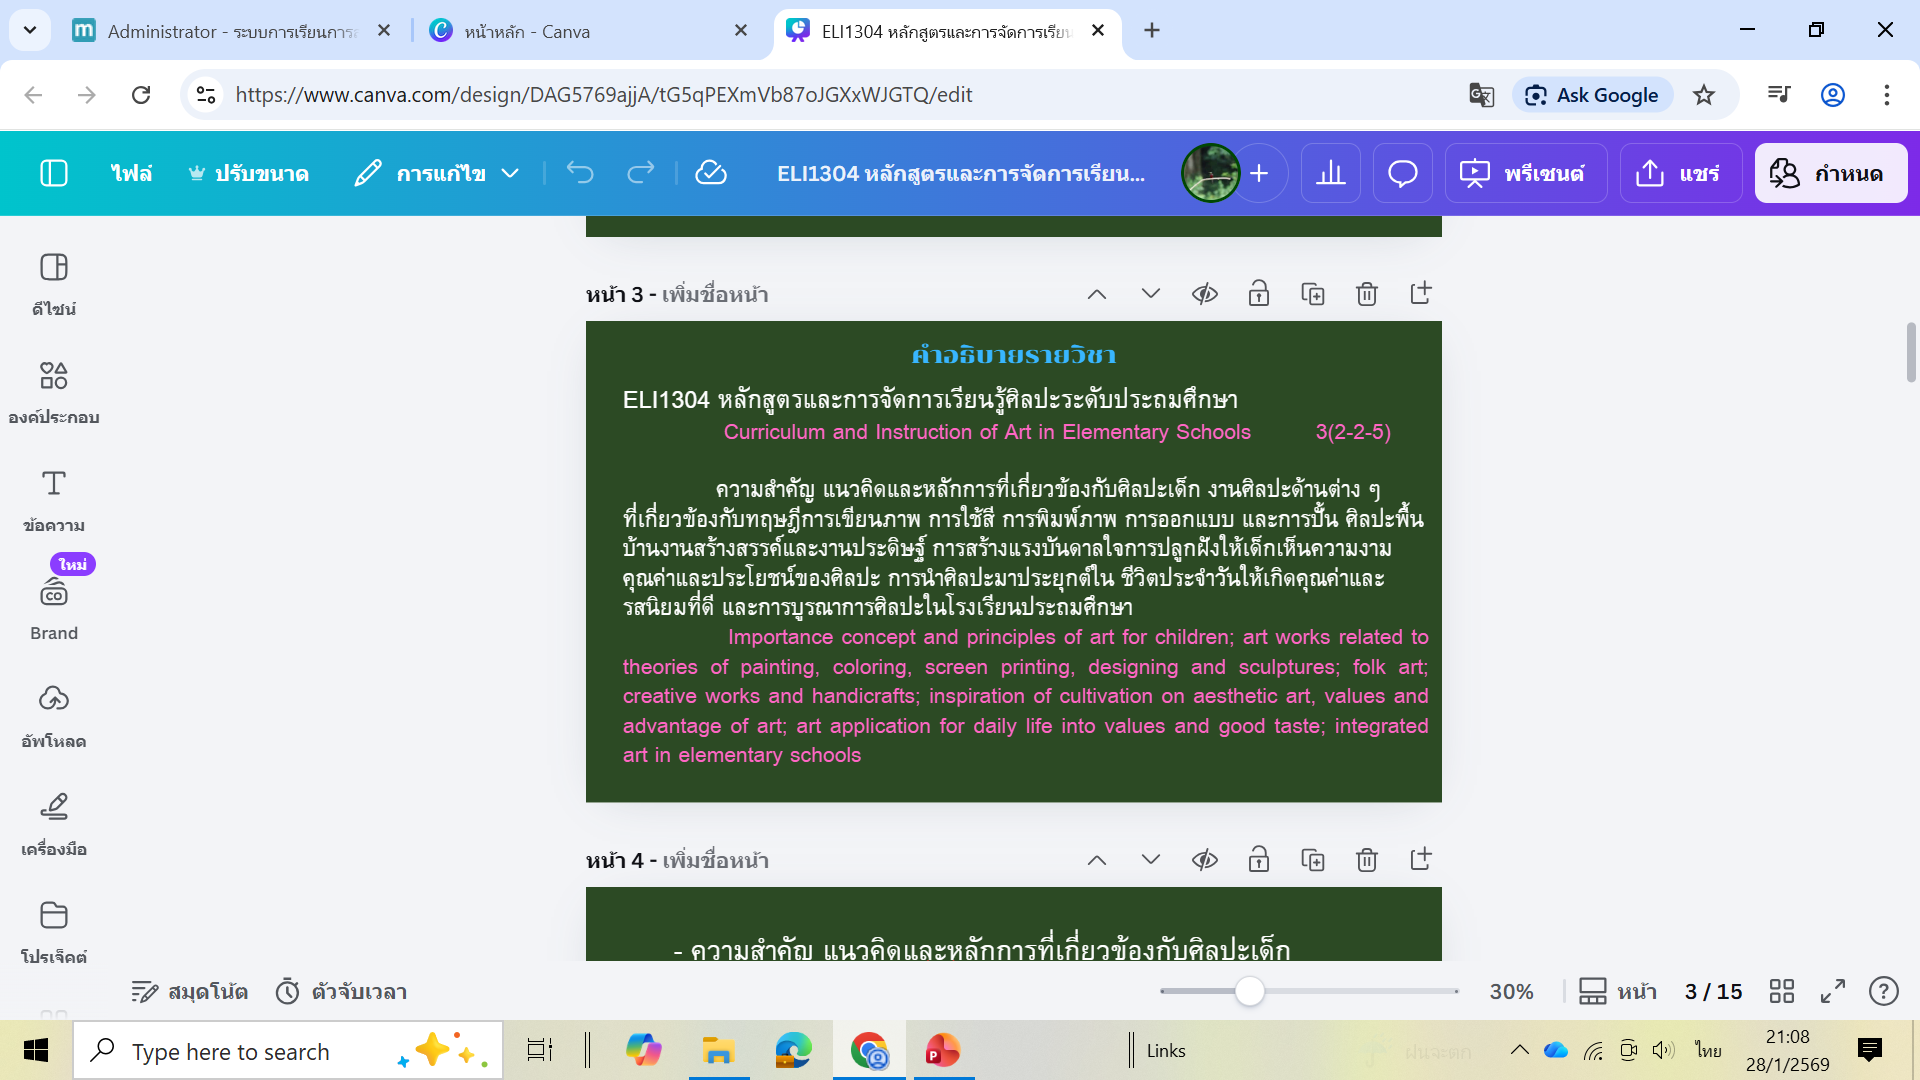 Administrator - ระบบการเรียนการส
หน้าหลัก - Canva
ELI1304 หลักสูตรและการจัดการเรียน
https://www.canva.com/design/DAG5769ajjA/tG5qPEXmVb87oJGXxWJGTQ/edit
Ask Google
ไฟล์
ปรับขนาด
การแก้ไข
ELI1304 หลักสูตรและการจัดการเรียน...
พรีเซนต์
แชร์
กำหนด
ดีไซน์
องค์ประกอบ
ข้อความ
ใหม่
Brand
อัพโหลด
เครื่องมือ
โปรเจ็คต์
หน้า 3 - เพิ่มชื่อหน้า
คำอธิบายรายวิชา
ELI1304 หลักสูตรและการจัดการเรียนรู้ศิลปะระดับประถมศึกษา
Curriculum and Instruction of Art in Elementary Schools 3(2-2-5)
ความสำคัญ แนวคิดและหลักการที่เกี่ยวข้องกับศิลปะเด็ก งานศิลปะด้านต่าง ๆ
ที่เกี่ยวข้องกับทฤษฎีการเขียนภาพ การใช้สี การพิมพ์ภาพ การออกแบบ และการปั้น ศิลปะพื้น
บ้านงานสร้างสรรค์และงานประดิษฐ์ การสร้างแรงบันดาลใจการปลูกฝังให้เด็กเห็นความงาม
คุณค่าและประโยชน์ของศิลปะ การนำศิลปะมาประยุกต์ใน ชีวิตประจำวันให้เกิดคุณค่าและ
รสนิยมที่ดี และการบูรณาการศิลปะในโรงเรียนประถมศึกษา
Importance concept and principles of art for children; art works related to
theories of painting, coloring, screen printing, designing and sculptures; folk art;
creative works and handicrafts; inspiration of cultivation on aesthetic art, values and
advantage of art; art application for daily life into values and good taste; integrated
art in elementary schools
หน้า 4 - เพิ่มชื่อหน้า
- ความสำคัญ แนวคิดและหลักการที่เกี่ยวข้องกับศิลปะเด็ก
สมุดโน้ต
ตัวจับเวลา
30%
หน้า
3 / 15
Type here to search
Links
ฝนจะตก
ไทย
21:08
28/1/2569